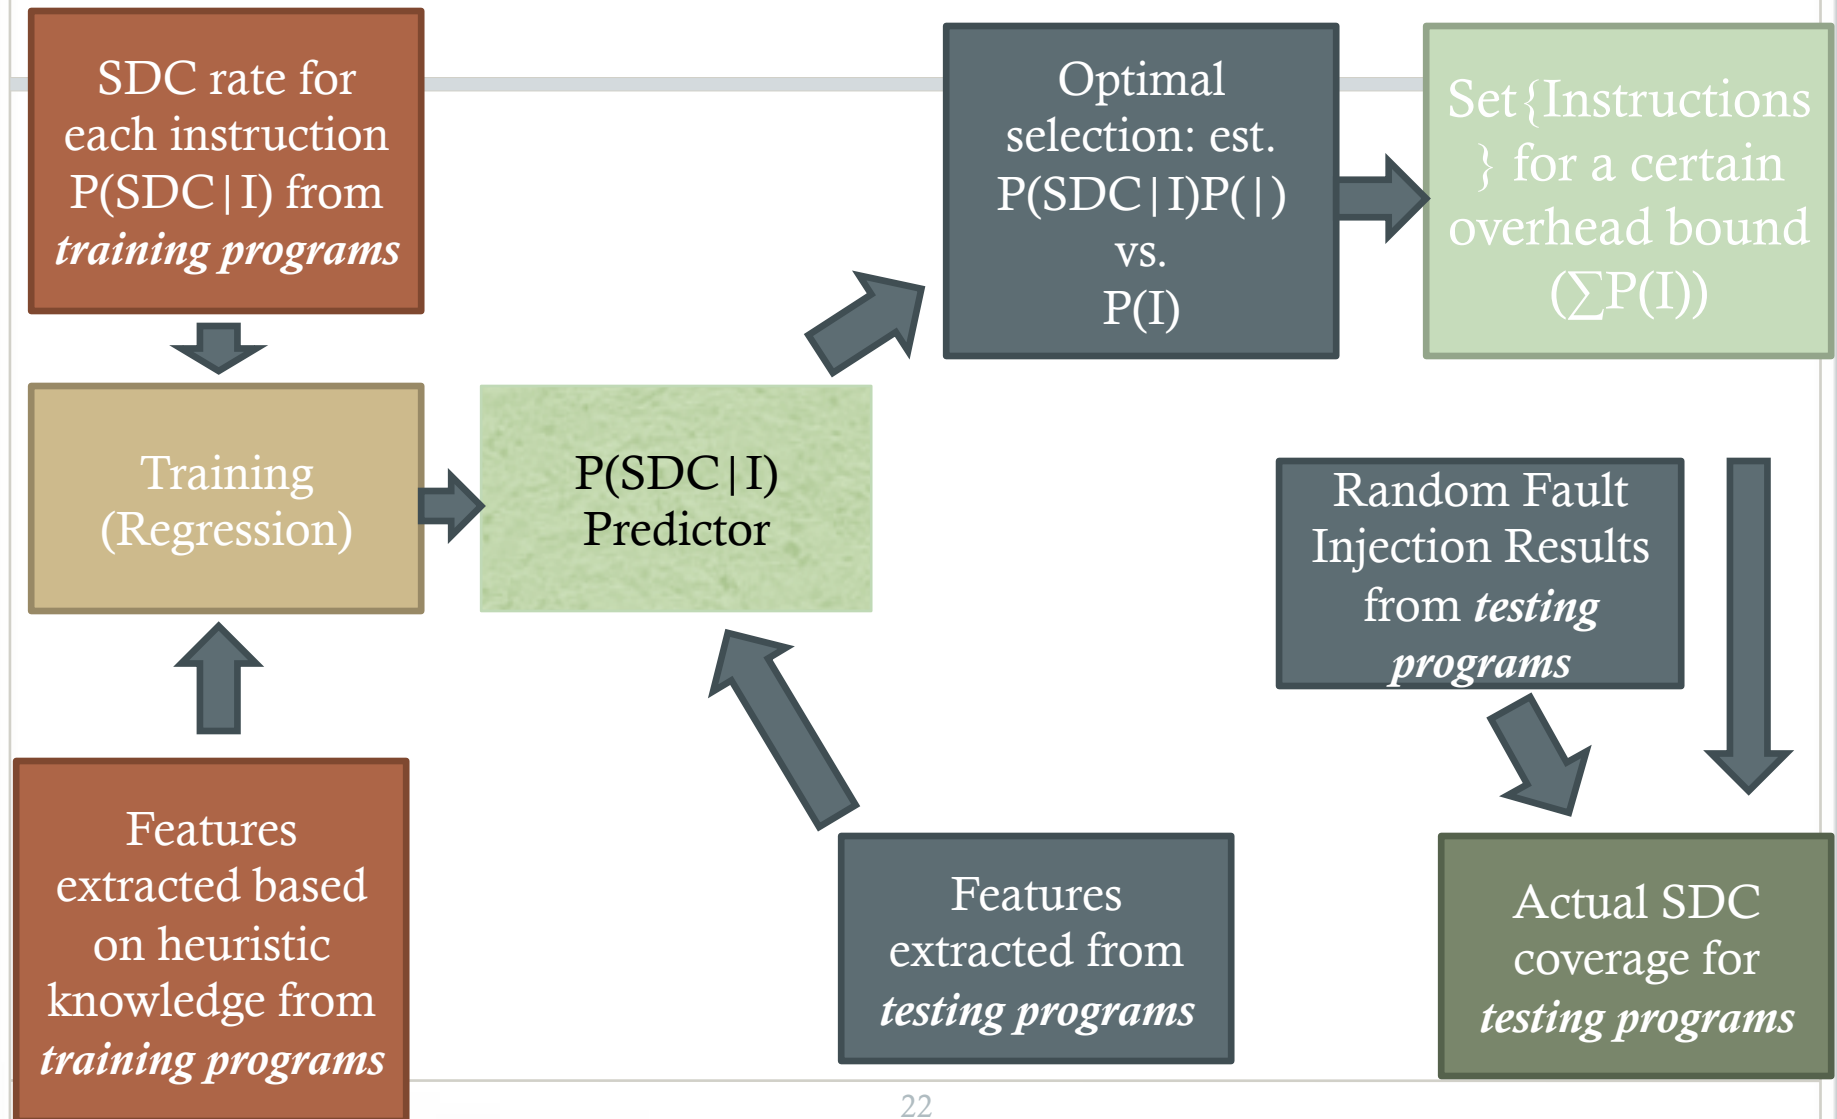 SDC rate for
each instruction
P(SDC|I) from
training programs
Optimal
selection: est.
P(SDC|I)P(|)
vs.
P(I)
Set{Instructions
} for a certain
overhead bound
(∑P(I))
Training
(Regression)
P(SDC|I)
Predictor
Random Fault
Injection Results
from testing
programs
Features
extracted based
on heuristic
knowledge from
training programs
Features
extracted from
testing programs
Actual SDC
coverage for
testing programs
22